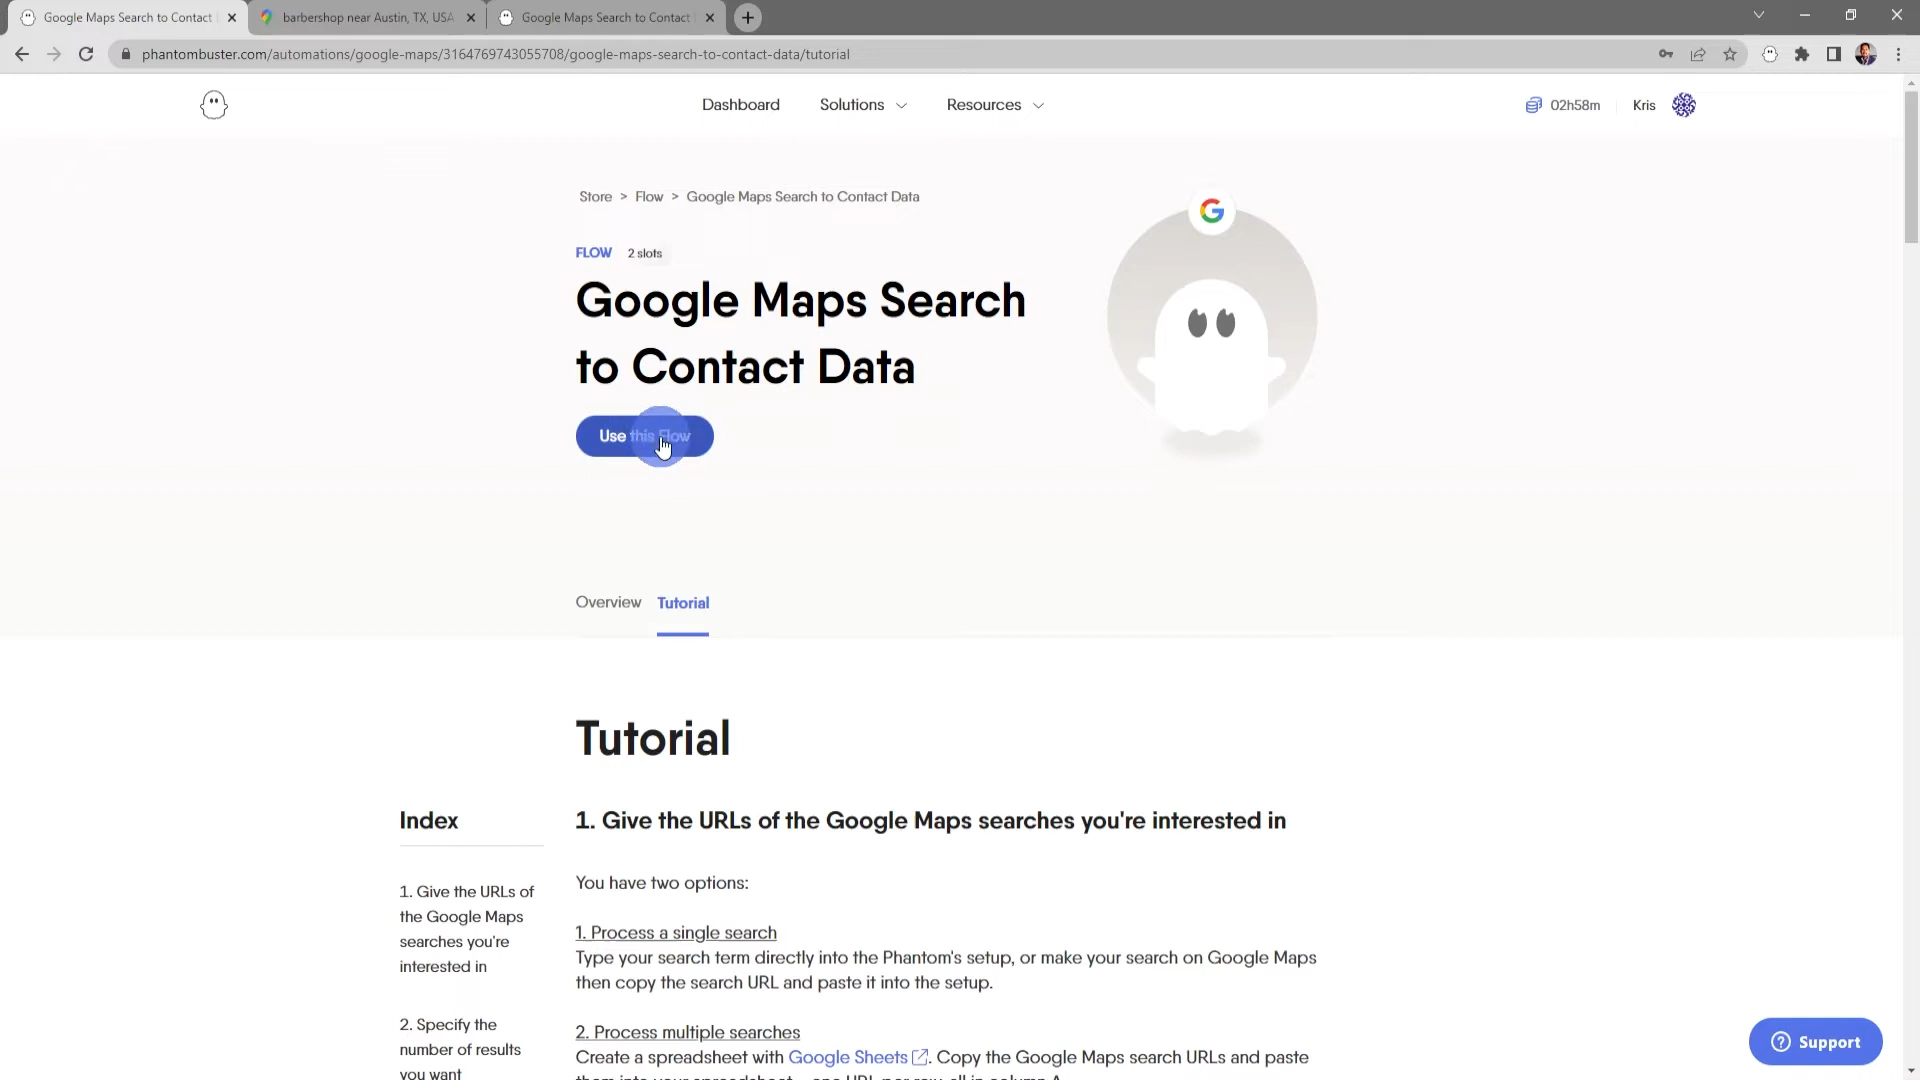 Google Maps Search to Contact
barbershop near Austin, TX, USA
Google Maps Search to Contact
phantombuster.com/automations/google-maps/3164769743055708/google-maps-search-to-contact-data/tutorial
Dashboard
Solutions
Resources
02h58m
Kris
Store > Flow > Google Maps Search to Contact Data
FLOW 2 slots
Google Maps Search
to Contact Data
Use this Flow
Overview
Tutorial
Tutorial
Index
1. Give the URLs of
the Google Maps
searches you're
interested in
2. Specify the
number of results
you want
1. Give the URLs of the Google Maps searches you're interested in
You have two options:
1. Process a single search
Type your search term directly into the Phantom's setup, or make your search on Google Maps
then copy the search URL and paste it into the setup.
2. Process multiple searches
Create a spreadsheet with Google Sheets. Copy the Google Maps search URLs and paste
Support